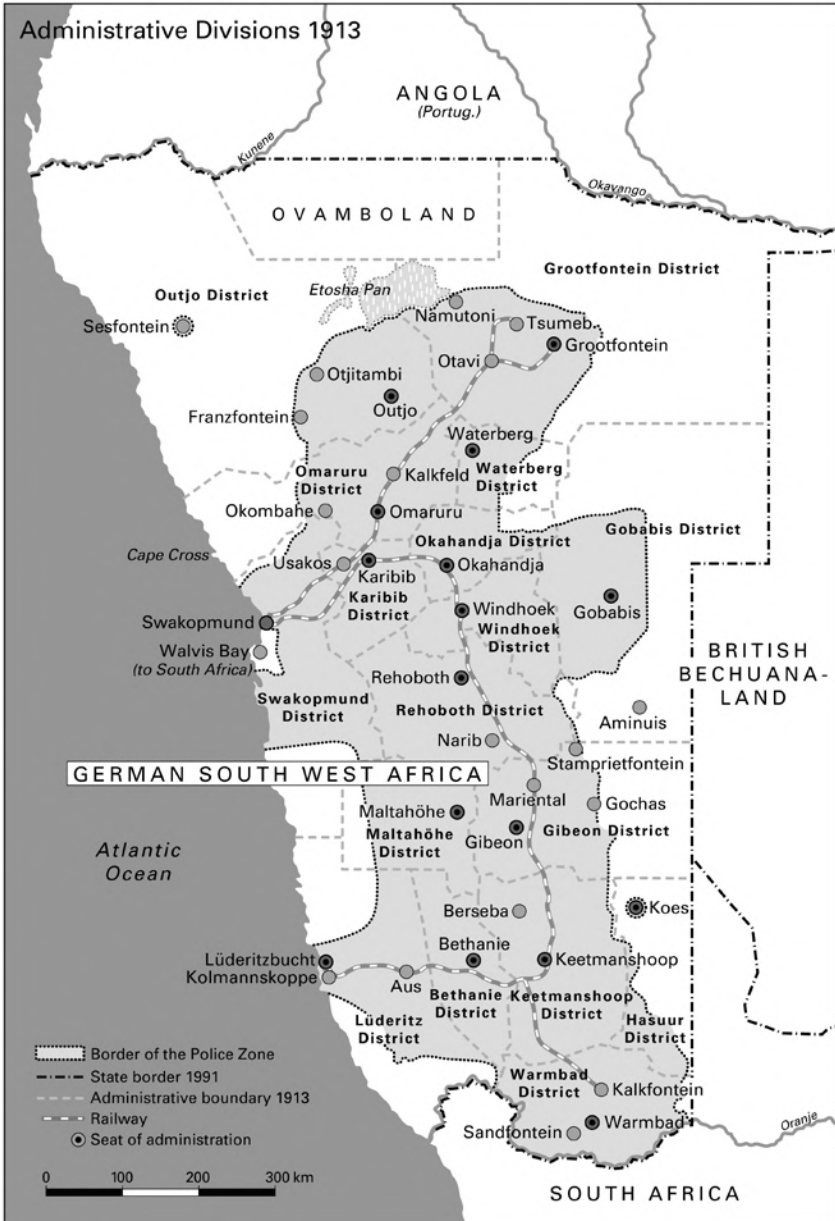 Administrative Divisions 1913
ANGOLA
(Portug.)
Kunene
Okavango
OVAMBOLAND
Grootfontein District
Outjo District
Etosha Pan
Namutoni
Tsumeb
Sesfontein
Grootfontein
Otavi
Otjitambi
Outjo
Franzfontein
Waterberg
Omaruru
District
Kalkfeld
Waterberg
District
Okombahe
Omaruru
Gobabis District
Okahandja District
Cape Cross
Usakos
Karibib
Okahandja
Karibib
District
Gobabis
Windhoek
Windhoek
District
Swakopmund
Walvis Bay
(to South Africa)
BRITISH
BECHUANA-
LAND
Rehoboth
Swakopmund
District
Rehoboth District
Aminuis
Narib
Stamprietfontein
GERMAN SOUTH WEST AFRICA
Mariental
Gochas
Maltahöhe
Maltahöhe
District
Gibeon
Gibeon District
Atlantic
Ocean
Berseba
Koes
Lüderitzbucht
Bethanie
Keetmanshoop
Kolmannskoppe
Aus
Bethanie
District
Keetmanshoop
District
Lüderitz
District
Hasuur
District
Warmbad
District
Kalkfontein
Warmbad
Sandfontein
Oranje
SOUTH AFRICA
Border of the Police Zone
State border 1991
Administrative boundary 1913
Railway
Seat of administration
0 100 200 300 km